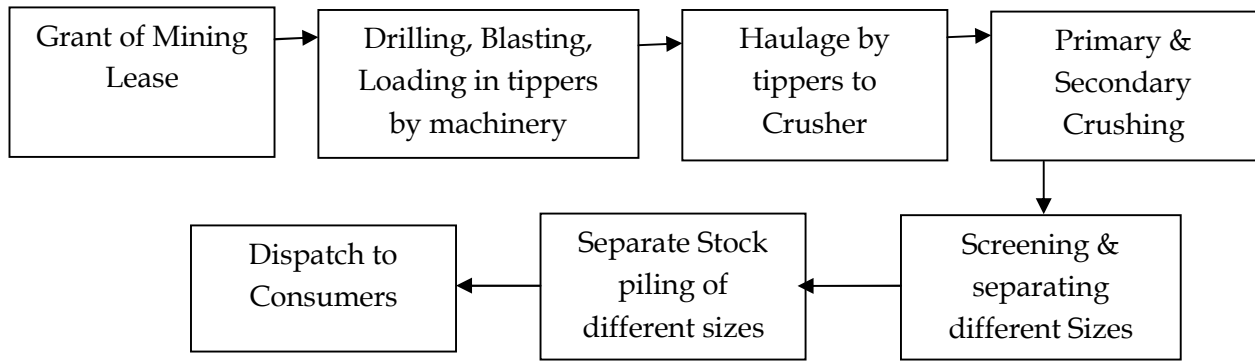 Grant of Mining
Lease
Drilling, Blasting,
Loading in tippers
by machinery
Haulage by
tippers to
Crusher
Primary &
Secondary
Crushing
Screening &
separating
different Sizes
Separate Stock
piling of
different sizes
Dispatch to
Consumers